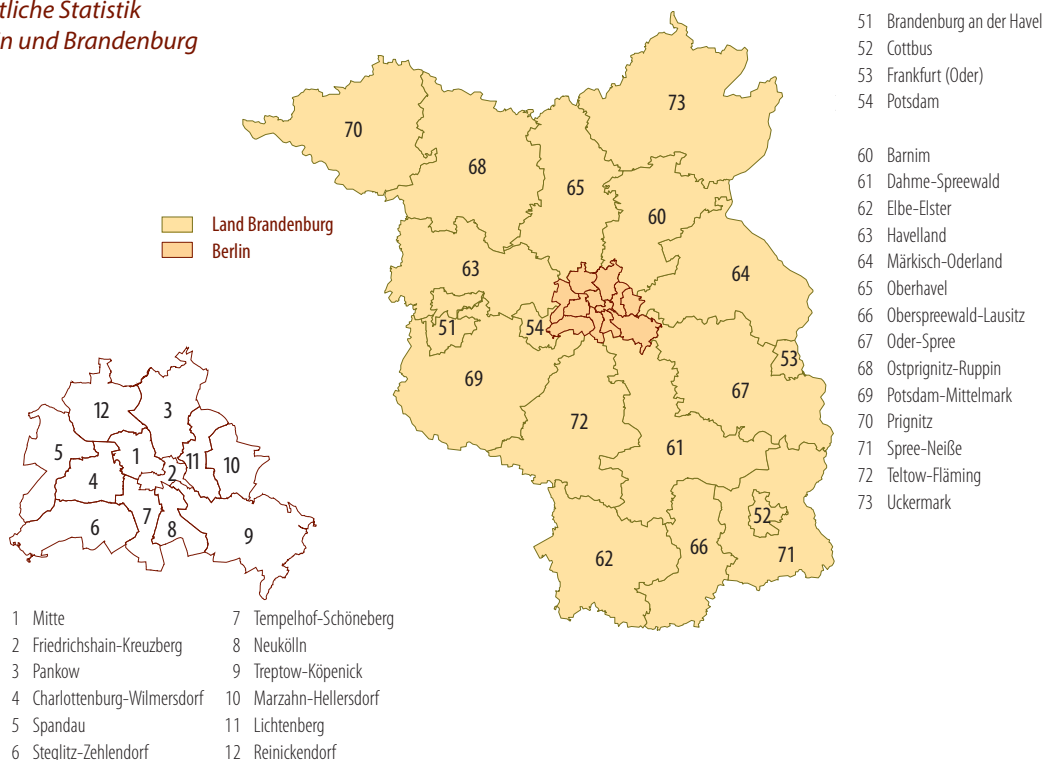 tliche Statistik
n und Brandenburg
Land Brandenburg
Berlin
70
68
73
65
60
63
64
51
54
53
69
72
67
61
52
62
66
71
12
3
5
1
11
10
4
2
6
7
8
9
51 Brandenburg an der Havel
52 Cottbus
53 Frankfurt (Oder)
54 Potsdam
60 Barnim
61 Dahme-Spreewald
62 Elbe-Elster
63 Havelland
64 Märkisch-Oderland
65 Oberhavel
66 Oberspreewald-Lausitz
67 Oder-Spree
68 Ostprignitz-Ruppin
69 Potsdam-Mittelmark
70 Prignitz
71 Spree-Neiße
72 Teltow-Fläming
73 Uckermark
1 Mitte
2 Friedrichshain-Kreuzberg
3 Pankow
4 Charlottenburg-Wilmersdorf
5 Spandau
6 Steglitz-Zehlendorf
7 Tempelhof-Schöneberg
8 Neukölln
9 Treptow-Köpenick
10 Marzahn-Hellersdorf
11 Lichtenberg
12 Reinickendorf